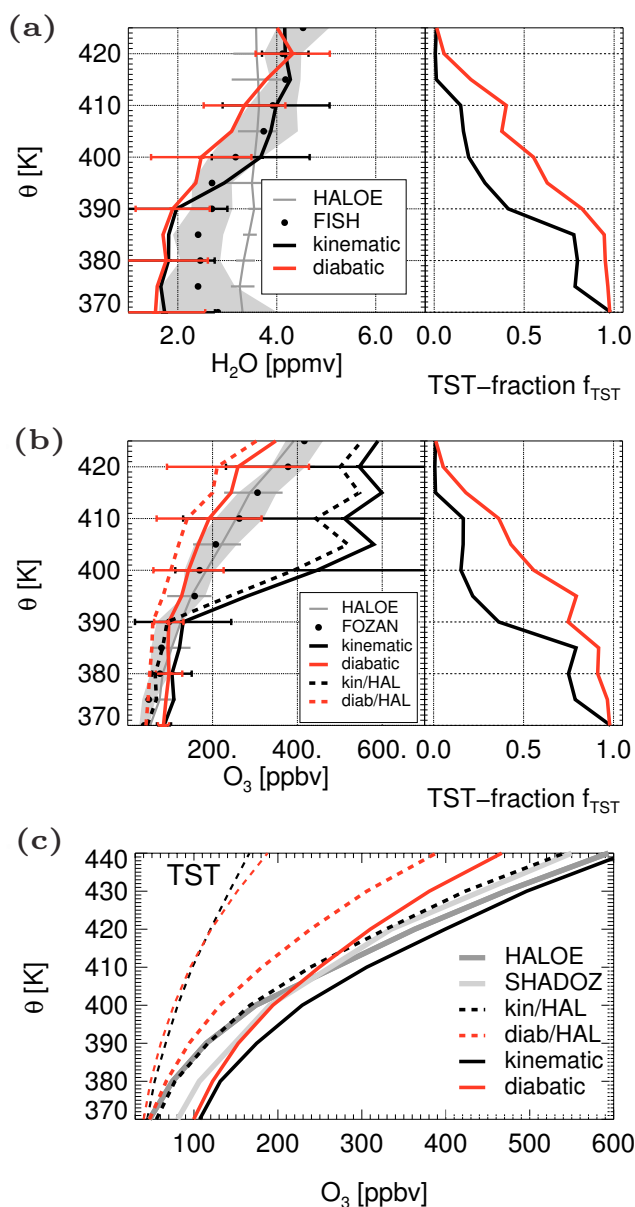 (a)
420
410
400
390
380
370
θ [K]
HALOE
FISH
kinematic
diabatic
2.0 4.0 6.0
H₂O [ppmv]
0.0 0.5 1.0
TST−fraction f_TST
(b)
420
410
400
390
380
370
θ [K]
HALOE
FOZAN
kinematic
diabatic
kin/HAL
diab/HAL
200. 400. 600.
O₃ [ppbv]
0.0 0.5 1.0
TST−fraction f_TST
(c)
440
430
420
410
400
390
380
370
θ [K]
TST
HALOE
SHADOZ
kin/HAL
diab/HAL
kinematic
diabatic
100 200 300 400 500 600
O₃ [ppbv]